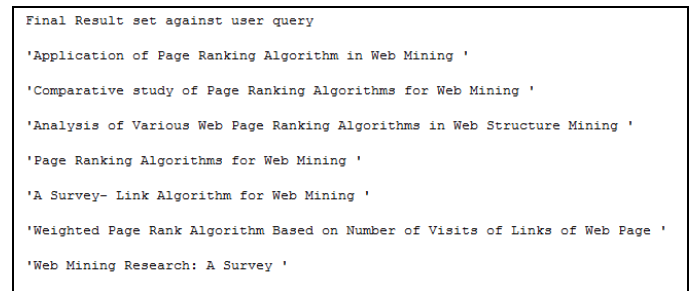 Final Result set against user query
'Application of Page Ranking Algorithm in Web Mining '
'Comparative study of Page Ranking Algorithms for Web Mining '
'Analysis of Various Web Page Ranking Algorithms in Web Structure Mining '
'Page Ranking Algorithms for Web Mining '
'A Survey- Link Algorithm for Web Mining '
'Weighted Page Rank Algorithm Based on Number of Visits of Links of Web Page '
'Web Mining Research: A Survey '